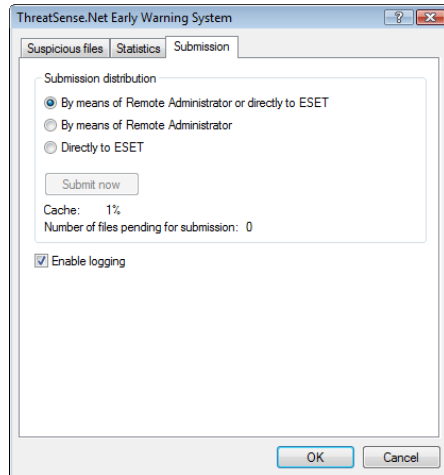 ThreatSense.Net Early Warning System
Suspicious files Statistics Submission
Submission distribution
By means of Remote Administrator or directly to ESET
By means of Remote Administrator
Directly to ESET
Submit now
Cache: 1%
Number of files pending for submission: 0
Enable logging
OK Cancel